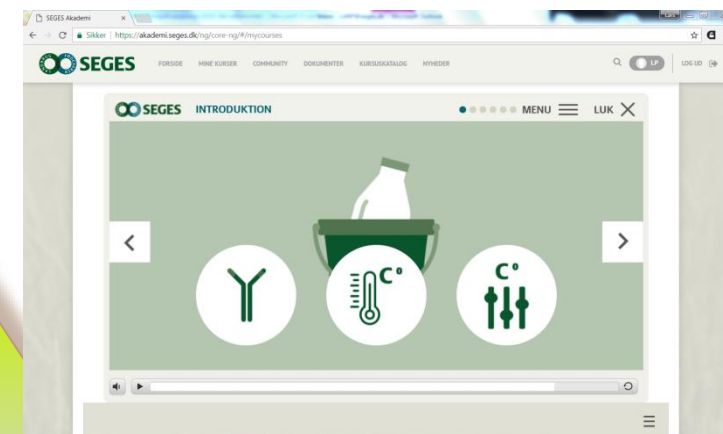 SEGES Akademi
Sikker | https://akademi.seges.dk/ng/core-ng/#/mycourses
SEGES FORSIDE MINE KURSER COMMUNITY DOKUMENTER KURSUSKATALOG NYHEDER LP LOG UD
SEGES INTRODUKTION MENU LUK
C°
C°